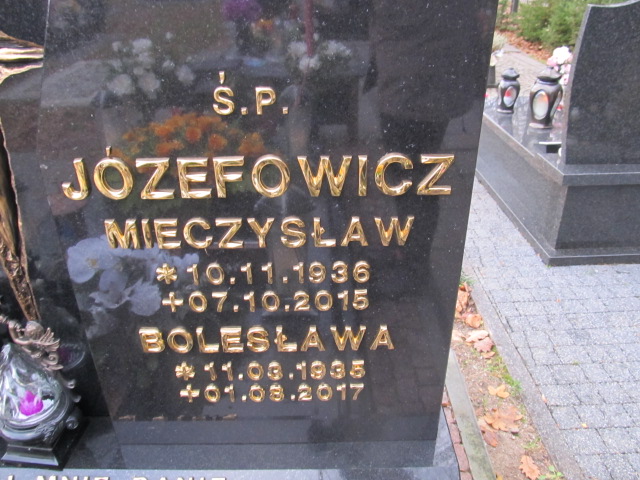 Ś.P.
JÓZEFOWICZ
MIECZYSŁAW
* 10.11.1936
+ 07.10.2015
BOLESŁAWA
* 11.03.1935
+ 01.08.2017